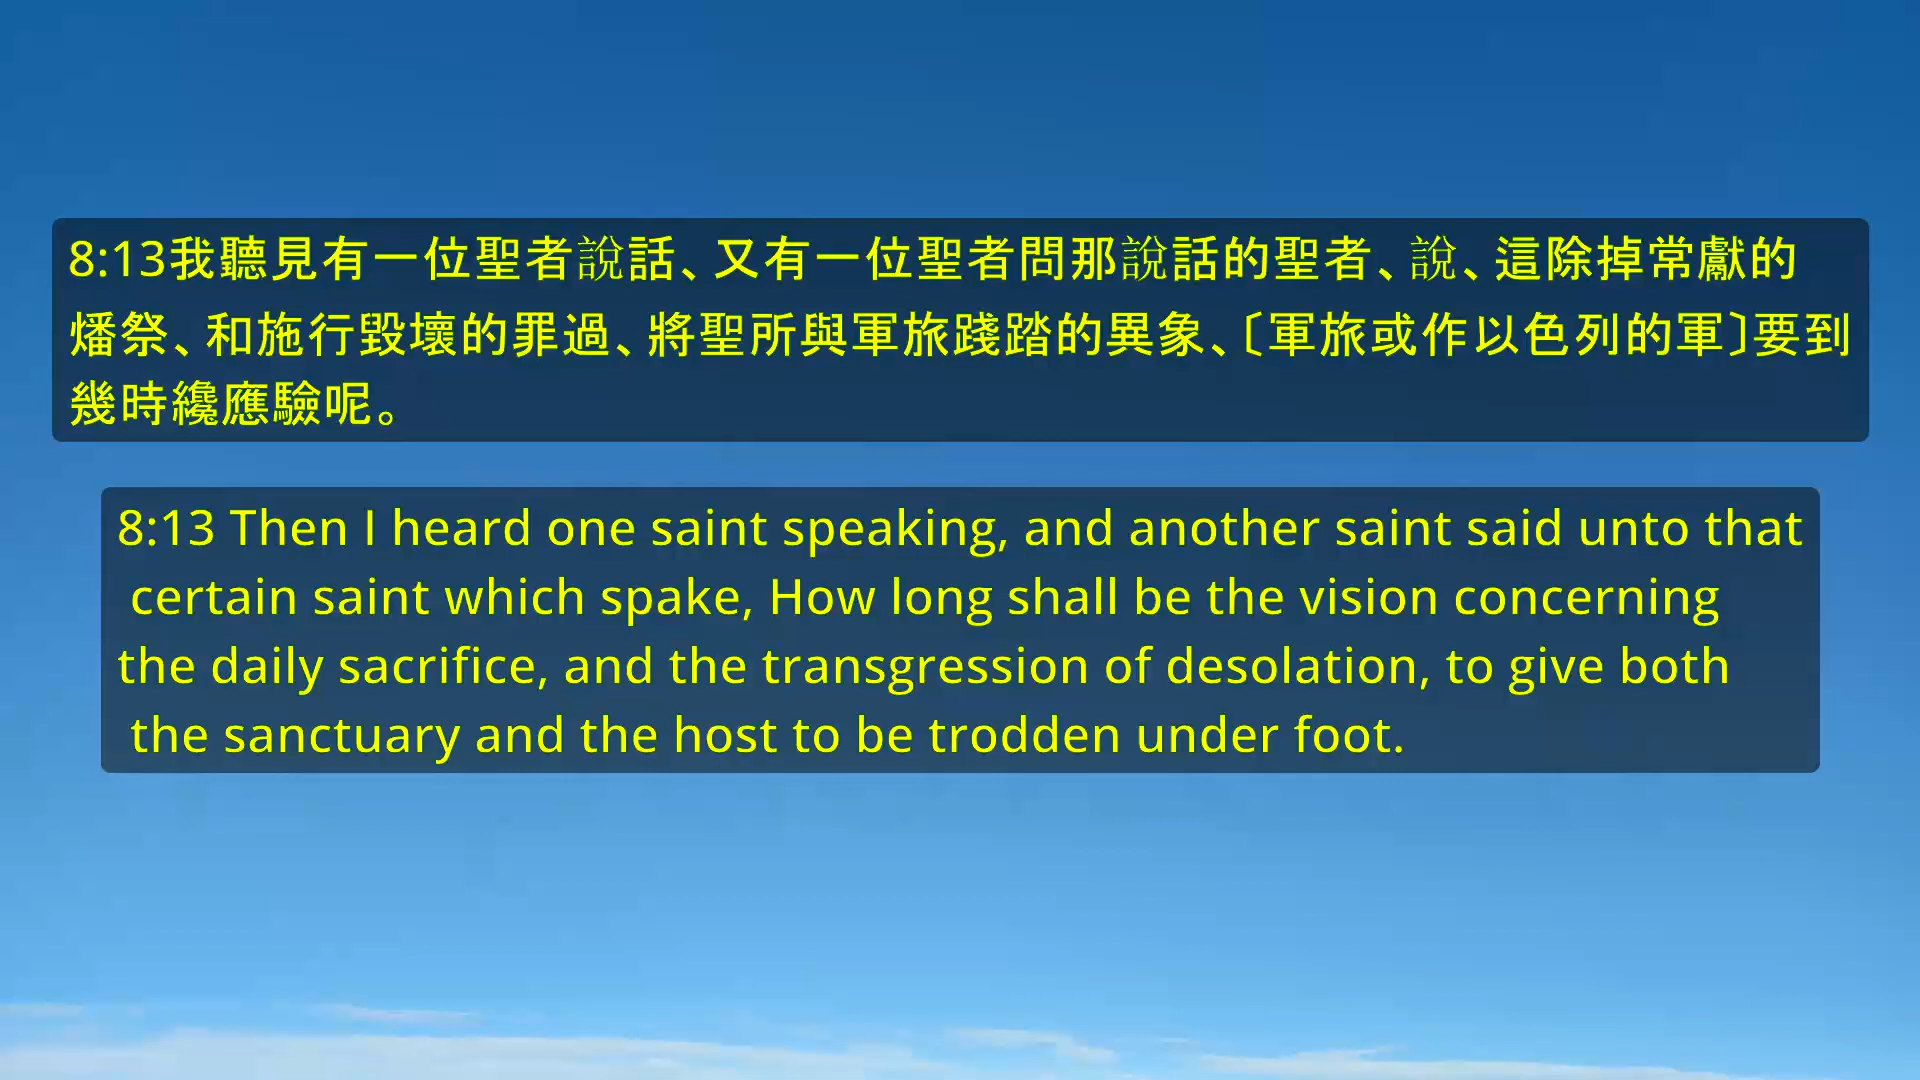 8:13我聽見有一位聖者說話、又有一位聖者問那說話的聖者、說、這除掉常獻的
燔祭、和施行毀壞的罪過、將聖所與軍旅踐踏的異象、〔軍旅或作以色列的軍〕要到
幾時纔應驗呢。
8:13 Then I heard one saint speaking, and another saint said unto that
certain saint which spake, How long shall be the vision concerning
the daily sacrifice, and the transgression of desolation, to give both
the sanctuary and the host to be trodden under foot.